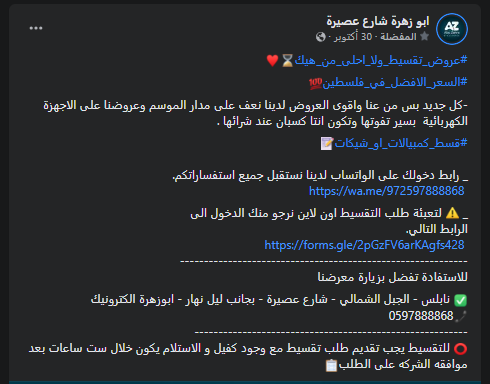 ابو زهرة شارع عصيرة
المفضلة · 30 أكتوبر ·
AZ
#عروض_تقسيط_ولا_احلى_من_هيك⏳❤️
#السعر_الافضل_في_فلسطين💯
-كل جديد بس من عنا واقوى العروض لدينا نعف على مدار الموسم وعروضنا على الاجهزة
الكهربائية بسير تفوتها وتكون انتا كسبان عند شرائها .
#قسط_كمبيالات_او_شيكات📝
_ رابط دخولك على الواتساب لدينا نستقبل جميع استفساراتكم.
https://wa.me/972597888868
_ ⚠️ لتعبئة طلب التقسيط اون لاين نرجو منك الدخول الى
الرابط التالي.
https://forms.gle/2pGzFV6arKAgfs428
------------------------------------------------
للاستفادة تفضل بزيارة معرضنا
✅ نابلس - الجبل الشمالي - شارع عصيرة - بجانب ليل نهار - ابوزهرة الكترونيك
📞0597888868
---------------------------------------------
⭕ للتقسيط يجب تقديم طلب تقسيط مع وجود كفيل و الاستلام يكون خلال ست ساعات بعد
موافقه الشركه على الطلب📋